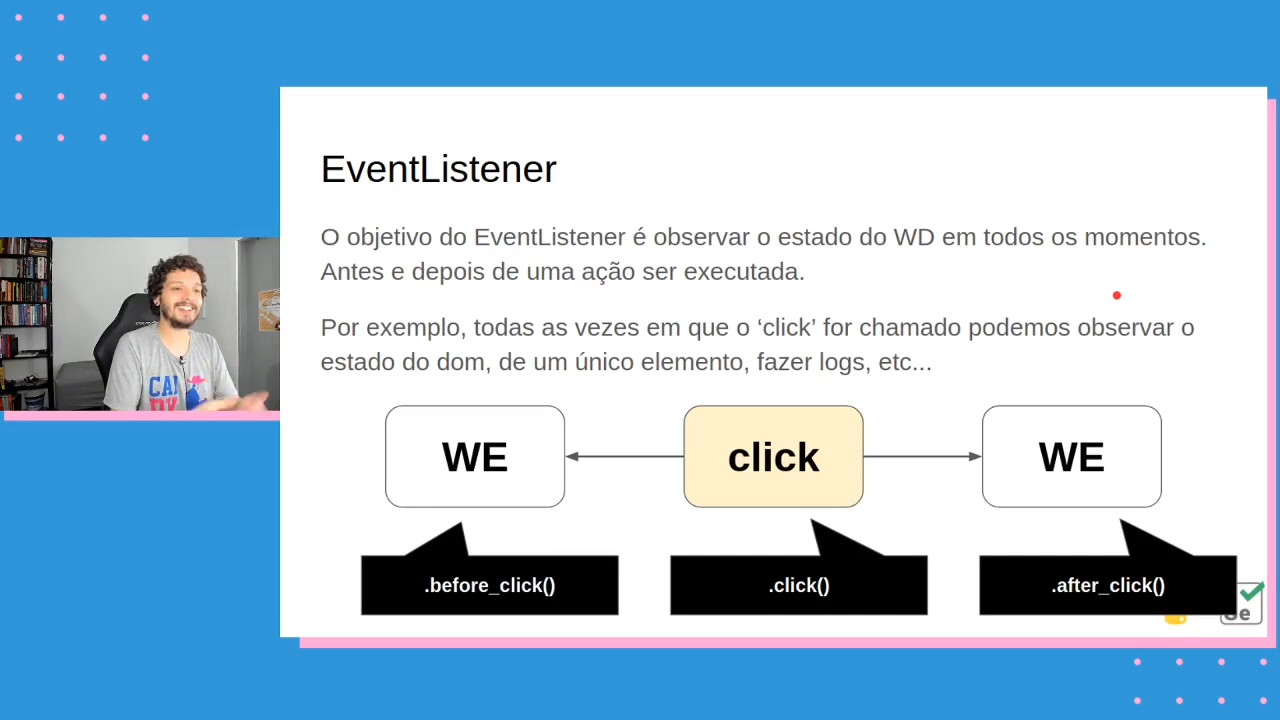 EventListener
O objetivo do EventListener é observar o estado do WD em todos os momentos.
Antes e depois de uma ação ser executada.
Por exemplo, todas as vezes em que o ‘click’ for chamado podemos observar o
estado do dom, de um único elemento, fazer logs, etc...
WE
click
WE
.before_click()
.click()
.after_click()
Se